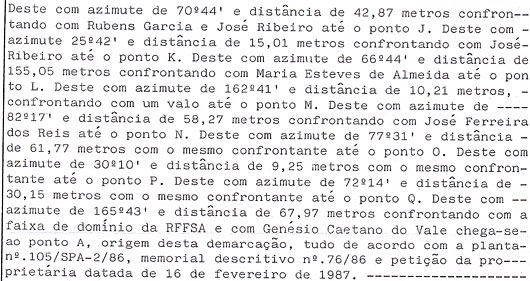 Deste com azimute de 70º44' e distância de 42,87 metros confron--
tando com Rubens Garcia e José Ribeiro até o ponto J. Deste com -
azimute 25º42' e distância de 15,01 metros confrontando com José-
Ribeiro até o ponto K. Deste com azimute de 66º44' e distância de
155,05 metros confrontando com Maria Esteves de Almeida até o pon
to L. Deste com azimute de 162º41' e distância de 10,21 metros, -
confrontando com um valo até o ponto M. Deste com azimute de ----
82º17' e distância de 58,27 metros confrontando com José Ferreira
dos Reis até o ponto N. Deste com azimute de 77º31' e distância -
de 61,77 metros com o mesmo confrontante até o ponto O. Deste com
azimute de 30º10' e distância de 9,25 metros com o mesmo confron-
tante até o ponto P. Deste com azimute de 72º14' e distância de -
30,15 metros com o mesmo confrontante até o ponto Q. Deste com --
azimute de 165º43' e distância de 67,97 metros confrontando com a
faixa de domínio da RFFSA e com Genésio Caetano do Vale chega-se-
ao ponto A, origem desta demarcação, tudo de acordo com a planta-
nº.105/SPA-2/86, memorial descritivo nº.76/86 e petição da pro---
prietária datada de 16 de fevereiro de 1987. -------------------